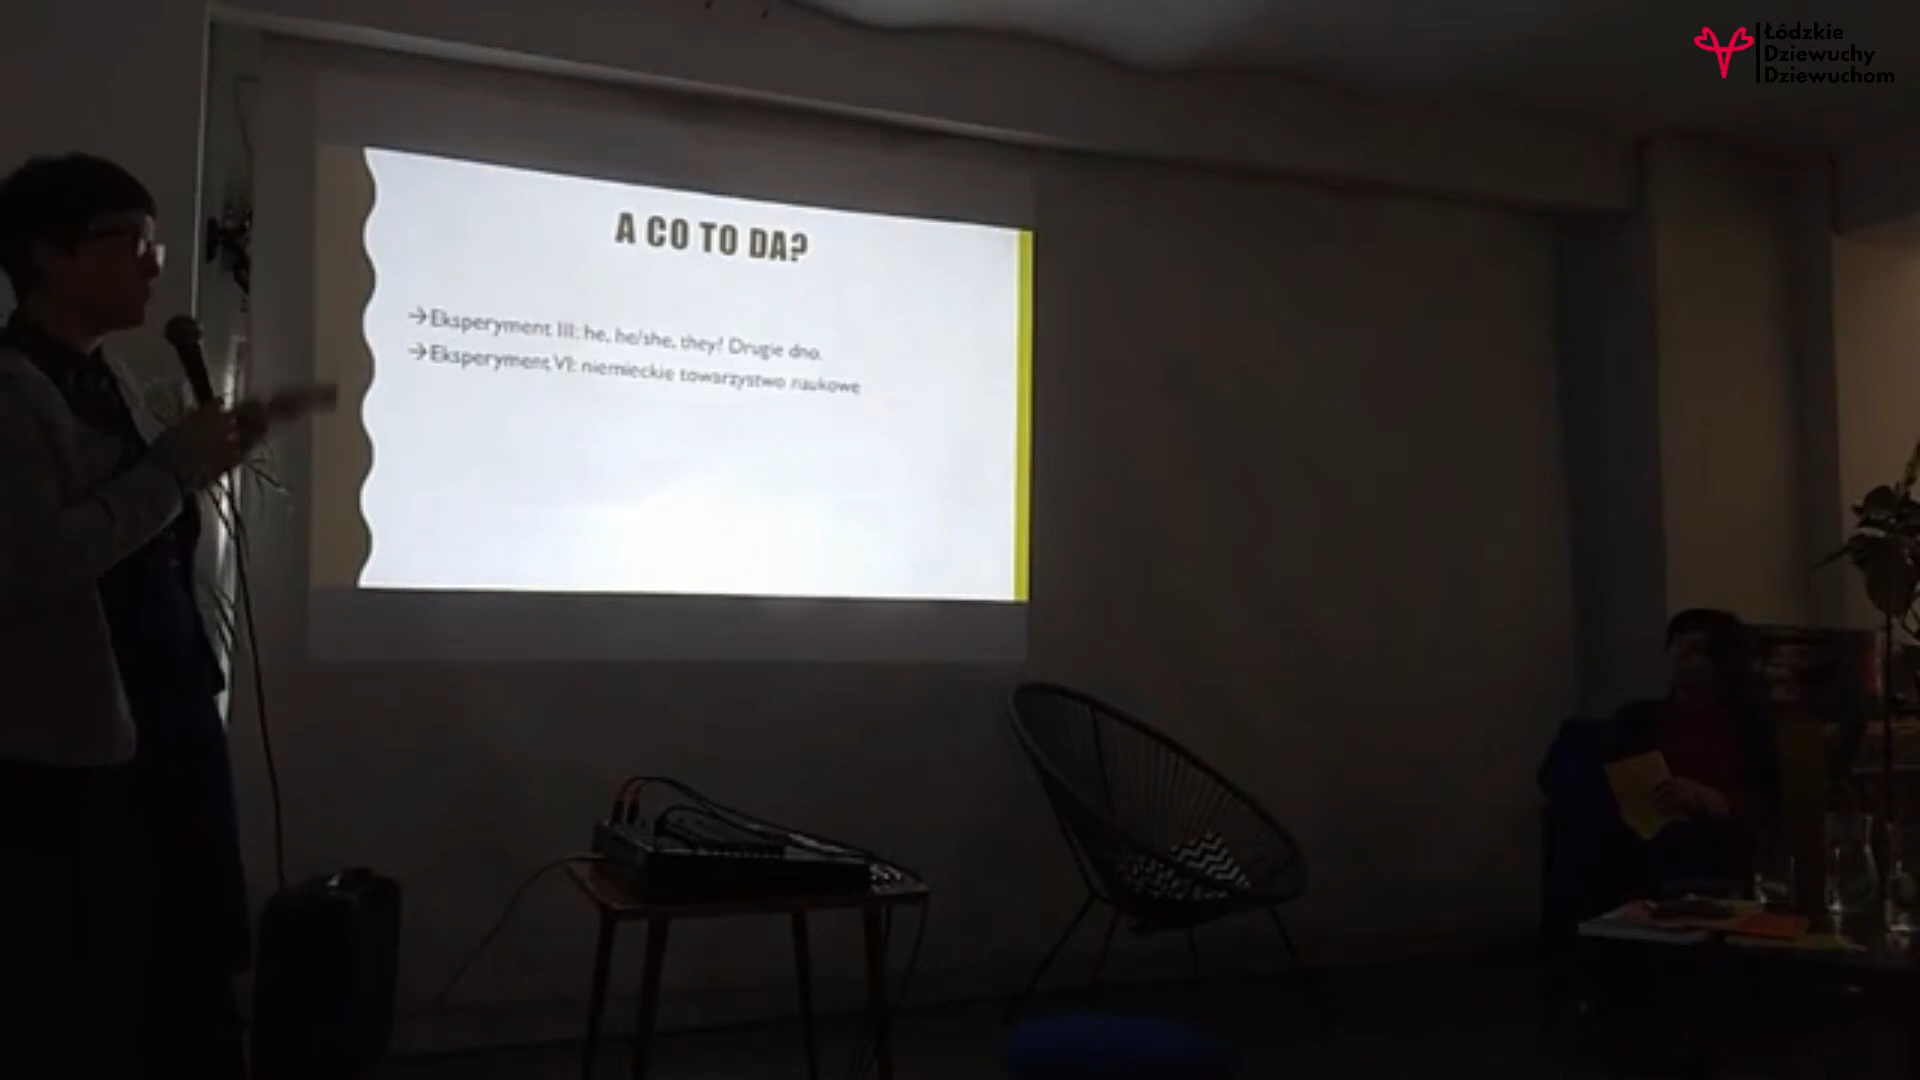 Łódzkie
Dziewuchy
Dziewuchom
A CO TO DA?
→Eksperyment III: he, he/she, they? Drugie dno.
→Eksperyment VI: niemieckie towarzystwo naukowe